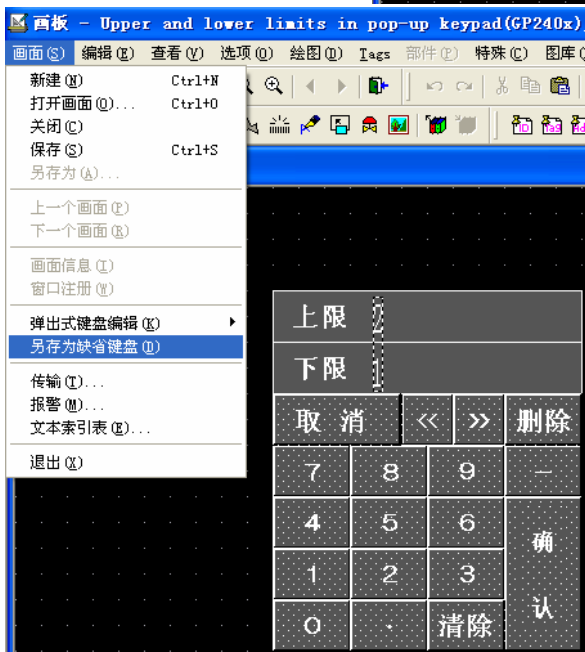 画板 - Upper and lower limits in pop-up keypad(GP240x)
画面(S) 编辑(E) 查看(V) 选项(O) 绘图(D) Tags 部件(P) 特殊(C) 图库(
新建(N) Ctrl+N
打开画面(O)... Ctrl+O
关闭(C)
保存(S) Ctrl+S
另存为(A)...
上一个画面(P)
下一个画面(R)
画面信息(I)
窗口注册(W)
弹出式键盘编辑(K)
另存为缺省键盘(D)
传输(T)...
报警(M)...
文本索引表(E)...
退出(X)
上限 2
下限 1
取 消 << >> 删除
7 8 9 —
4 5 6
确
1 2 3
认
0 . 清除